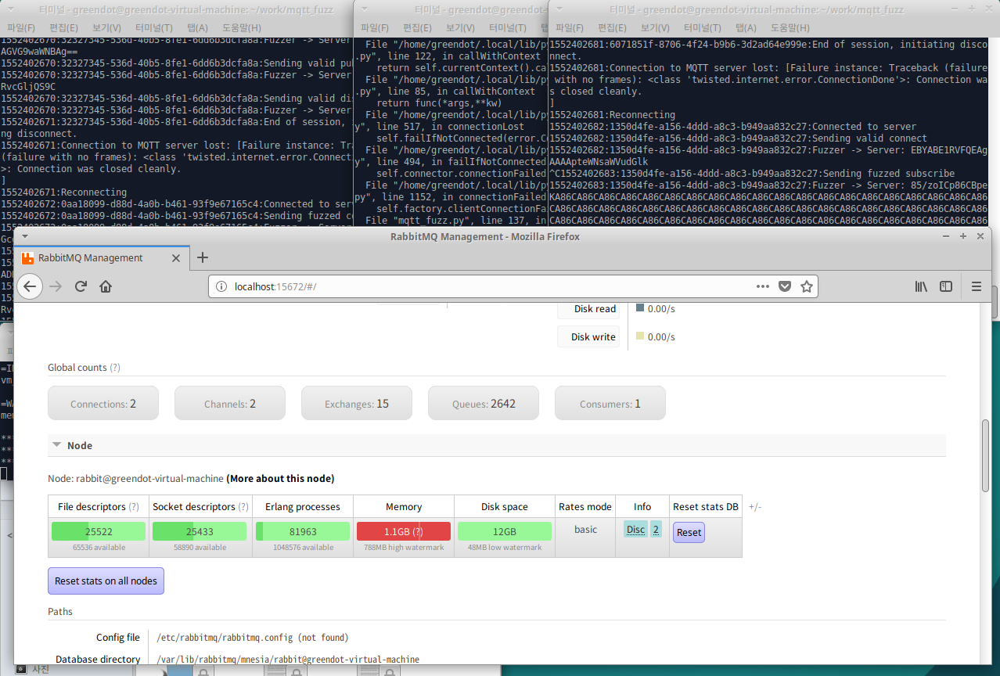 터미널 - greendot@greendot-virtual-machine: ~/work/mqtt_fuzz
파일(F) 편집(E) 보기(V) 터미널(T) 탭(A) 도움말(H)
AGVG9waWNBAg==
1552402670:32327345-536d-40b5-8fe1-6dd6b3dcfa8a:Sending valid pu
1552402670:32327345-536d-40b5-8fe1-6dd6b3dcfa8a:Fuzzer -> Server
RvcGljQS9C
1552402670:32327345-536d-40b5-8fe1-6dd6b3dcfa8a:Sending valid dis
1552402670:32327345-536d-40b5-8fe1-6dd6b3dcfa8a:Fuzzer -> Server
1552402671:32327345-536d-40b5-8fe1-6dd6b3dcfa8a:End of session,
ng disconnect.
1552402671:Connection to MQTT server lost: [Failure instance: Tra
(failure with no frames): <class 'twisted.internet.error.Connecti
>: Connection was closed cleanly.
]
1552402671:Reconnecting
1552402672:0aa18099-d88d-4a0b-b461-93f9e67165c4:Connected to serv
1552402672:0aa18099-d88d-4a0b-b461-93f9e67165c4:Sending fuzzed co
터미널 - greendot@greendot-virtual-machine:
파일(F) 편집(E) 보기(V) 터미널(T)
File "/home/greendot/.local/lib/py
.py", line 122, in callWithContext
return self.currentContext().ca
File "/home/greendot/.local/lib/py
.py", line 85, in callWithContext
return func(*args,**kw)
File "/home/greendot/.local/lib/py
y", line 517, in connectionLost
self.failIfNotConnected(error.Co
File "/home/greendot/.local/lib/py
y", line 494, in failIfNotConnected
self.connector.connectionFailed
File "/home/greendot/.local/lib/py
py", line 1152, in connectionFailed
self.factory.clientConnectionFai
File "mqtt_fuzz.py", line 137, in
터미널 - greendot@greendot-virtual-machine: ~/work/mqtt_fuzz
파일(F) 편집(E) 보기(V) 터미널(T) 탭(A) 도움말(H)
1552402681:6071851f-8706-4f24-b9b6-3d2ad64e999e:End of session, initiating disco
nnect.
1552402681:Connection to MQTT server lost: [Failure instance: Traceback (failure
with no frames): <class 'twisted.internet.error.ConnectionDone'>: Connection wa
s closed cleanly.
]
1552402681:Reconnecting
1552402682:1350d4fe-a156-4ddd-a8c3-b949aa832c27:Connected to server
1552402682:1350d4fe-a156-4ddd-a8c3-b949aa832c27:Sending valid connect
1552402682:1350d4fe-a156-4ddd-a8c3-b949aa832c27:Fuzzer -> Server: EBYABE1RVFQEAg
AAAApteWNsaWVudGlk
^C1552402683:1350d4fe-a156-4ddd-a8c3-b949aa832c27:Sending fuzzed subscribe
1552402683:1350d4fe-a156-4ddd-a8c3-b949aa832c27:Fuzzer -> Server: 85/zoICp86CBpe
KA86CA86CA86CA86CA86CA86CA86CA86CA86CA86CA86CA86CA86CA86CA86CA86CA86CA86CA86CA86
CA86CA86CA86CA86CA86CA86CA86CA86CA86CA86CA86CA86CA86CA86CA86CA86CA86CA86CA86CA86
RabbitMQ Management - Mozilla Firefox
RabbitMQ Management
localhost:15672/#/
Disk read 0.00/s
Disk write 0.00/s
Global counts (?)
Connections: 2 Channels: 2 Exchanges: 15 Queues: 2642 Consumers: 1
Node
Node: rabbit@greendot-virtual-machine (More about this node)
File descriptors (?) Socket descriptors (?) Erlang processes Memory Disk space Rates mode Info Reset stats DB +/-
25522 25433 81963 1.1GB (?) 12GB basic Disc 2 Reset
65536 available 58890 available 1048576 available 788MB high watermark 48MB low watermark
Reset stats on all nodes
Paths
Config file /etc/rabbitmq/rabbitmq.config (not found)
Database directory /var/lib/rabbitmq/mnesia/rabbit@greendot-virtual-machine
사진